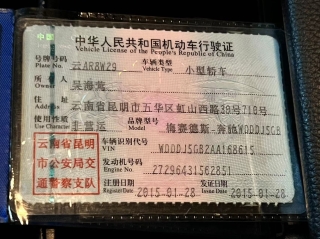 中国
中华人民共和国机动车行驶证
Vehicle License of the People's Republic of China
号牌号码 云AR8W29 车辆类型 小型轿车
Plate No. Vehicle Type
所有人
Owner
住址 云南省昆明市五华区虹山西路39号710号
Address
使用性质 非营运 品牌型号 梅赛德斯-奔驰WDDDJ5GB
Use Character Model
云南省昆明
市公安局交
通警察支队
车辆识别代号 WDDDJ5GB2AA168615
VIN
发动机号码 27296431562851
Engine No.
注册日期 2015-01-28 发证日期 2015-01-28
Register Date Issue Date